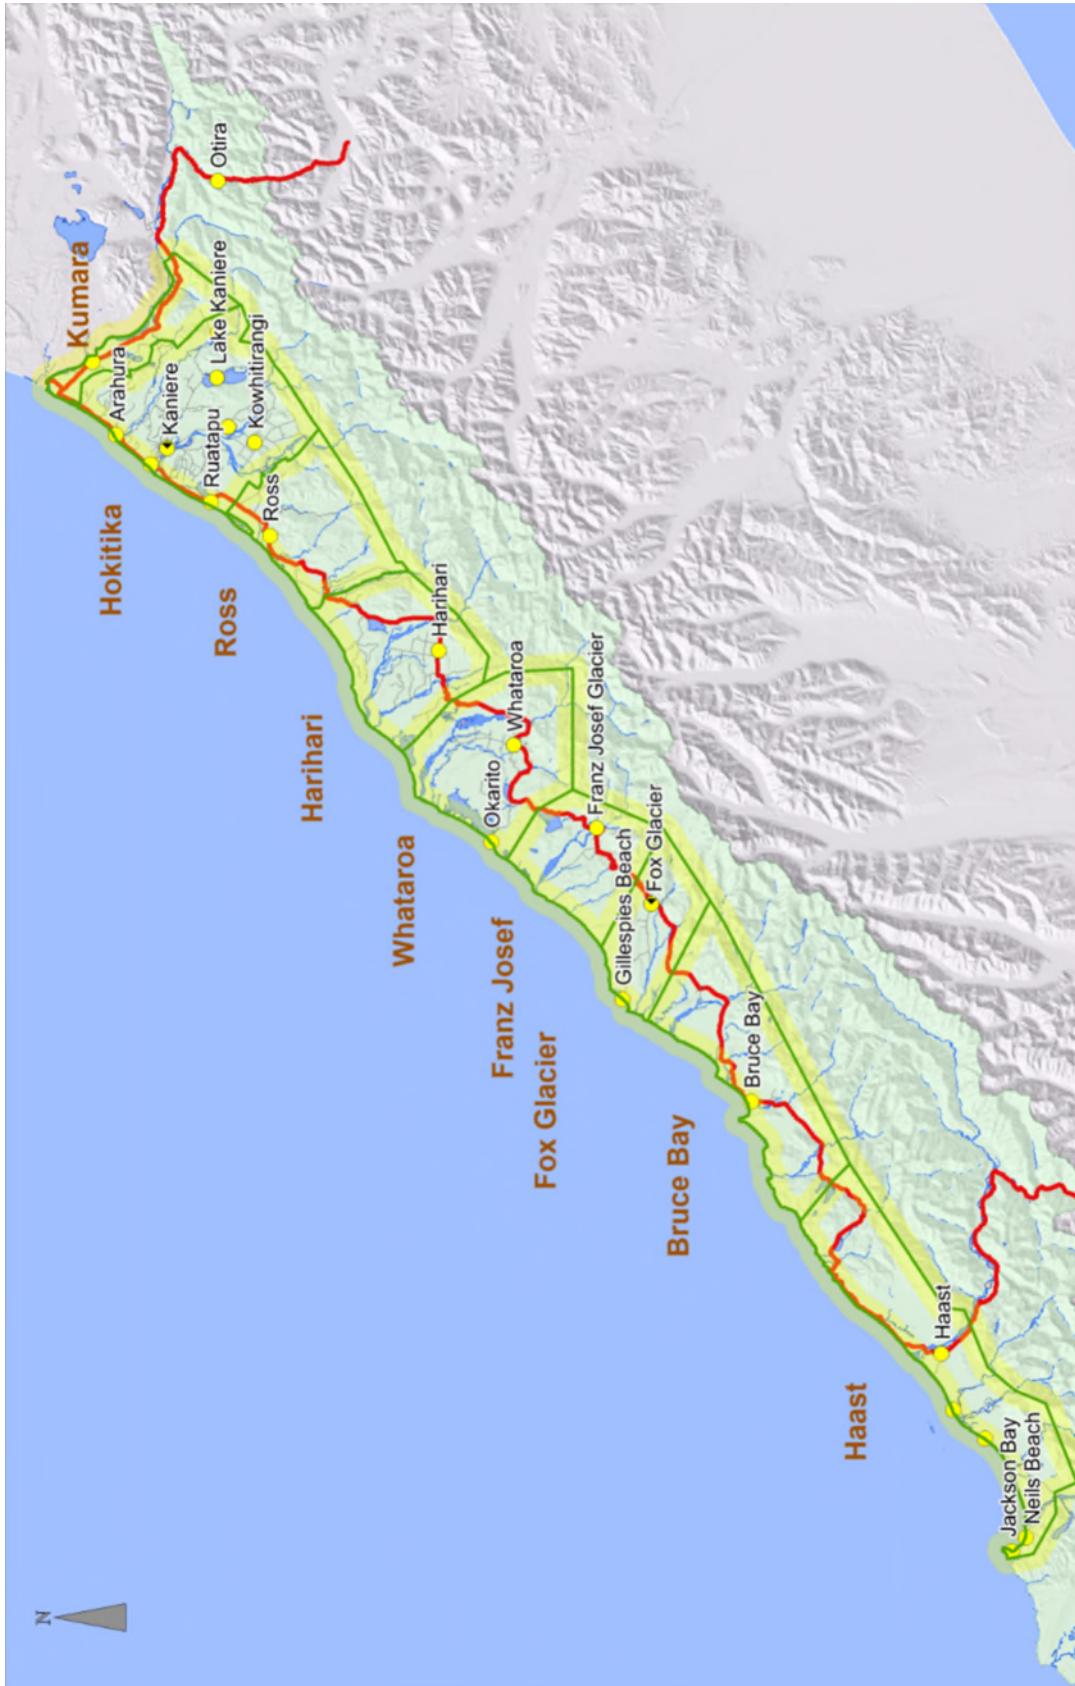 N
Kumara
Hokitika
Ross
Harihari
Whataroa
Franz Josef
Fox Glacier
Bruce Bay
Haast
Otira
Lake Kaniere
Kowhitirangi
Arahura
Kaniere
Ruatapu
Ross
Harihari
Whataroa
Okarito
Franz Josef Glacier
Fox Glacier
Gillespies Beach
Bruce Bay
Haast
Jackson Bay
Neils Beach